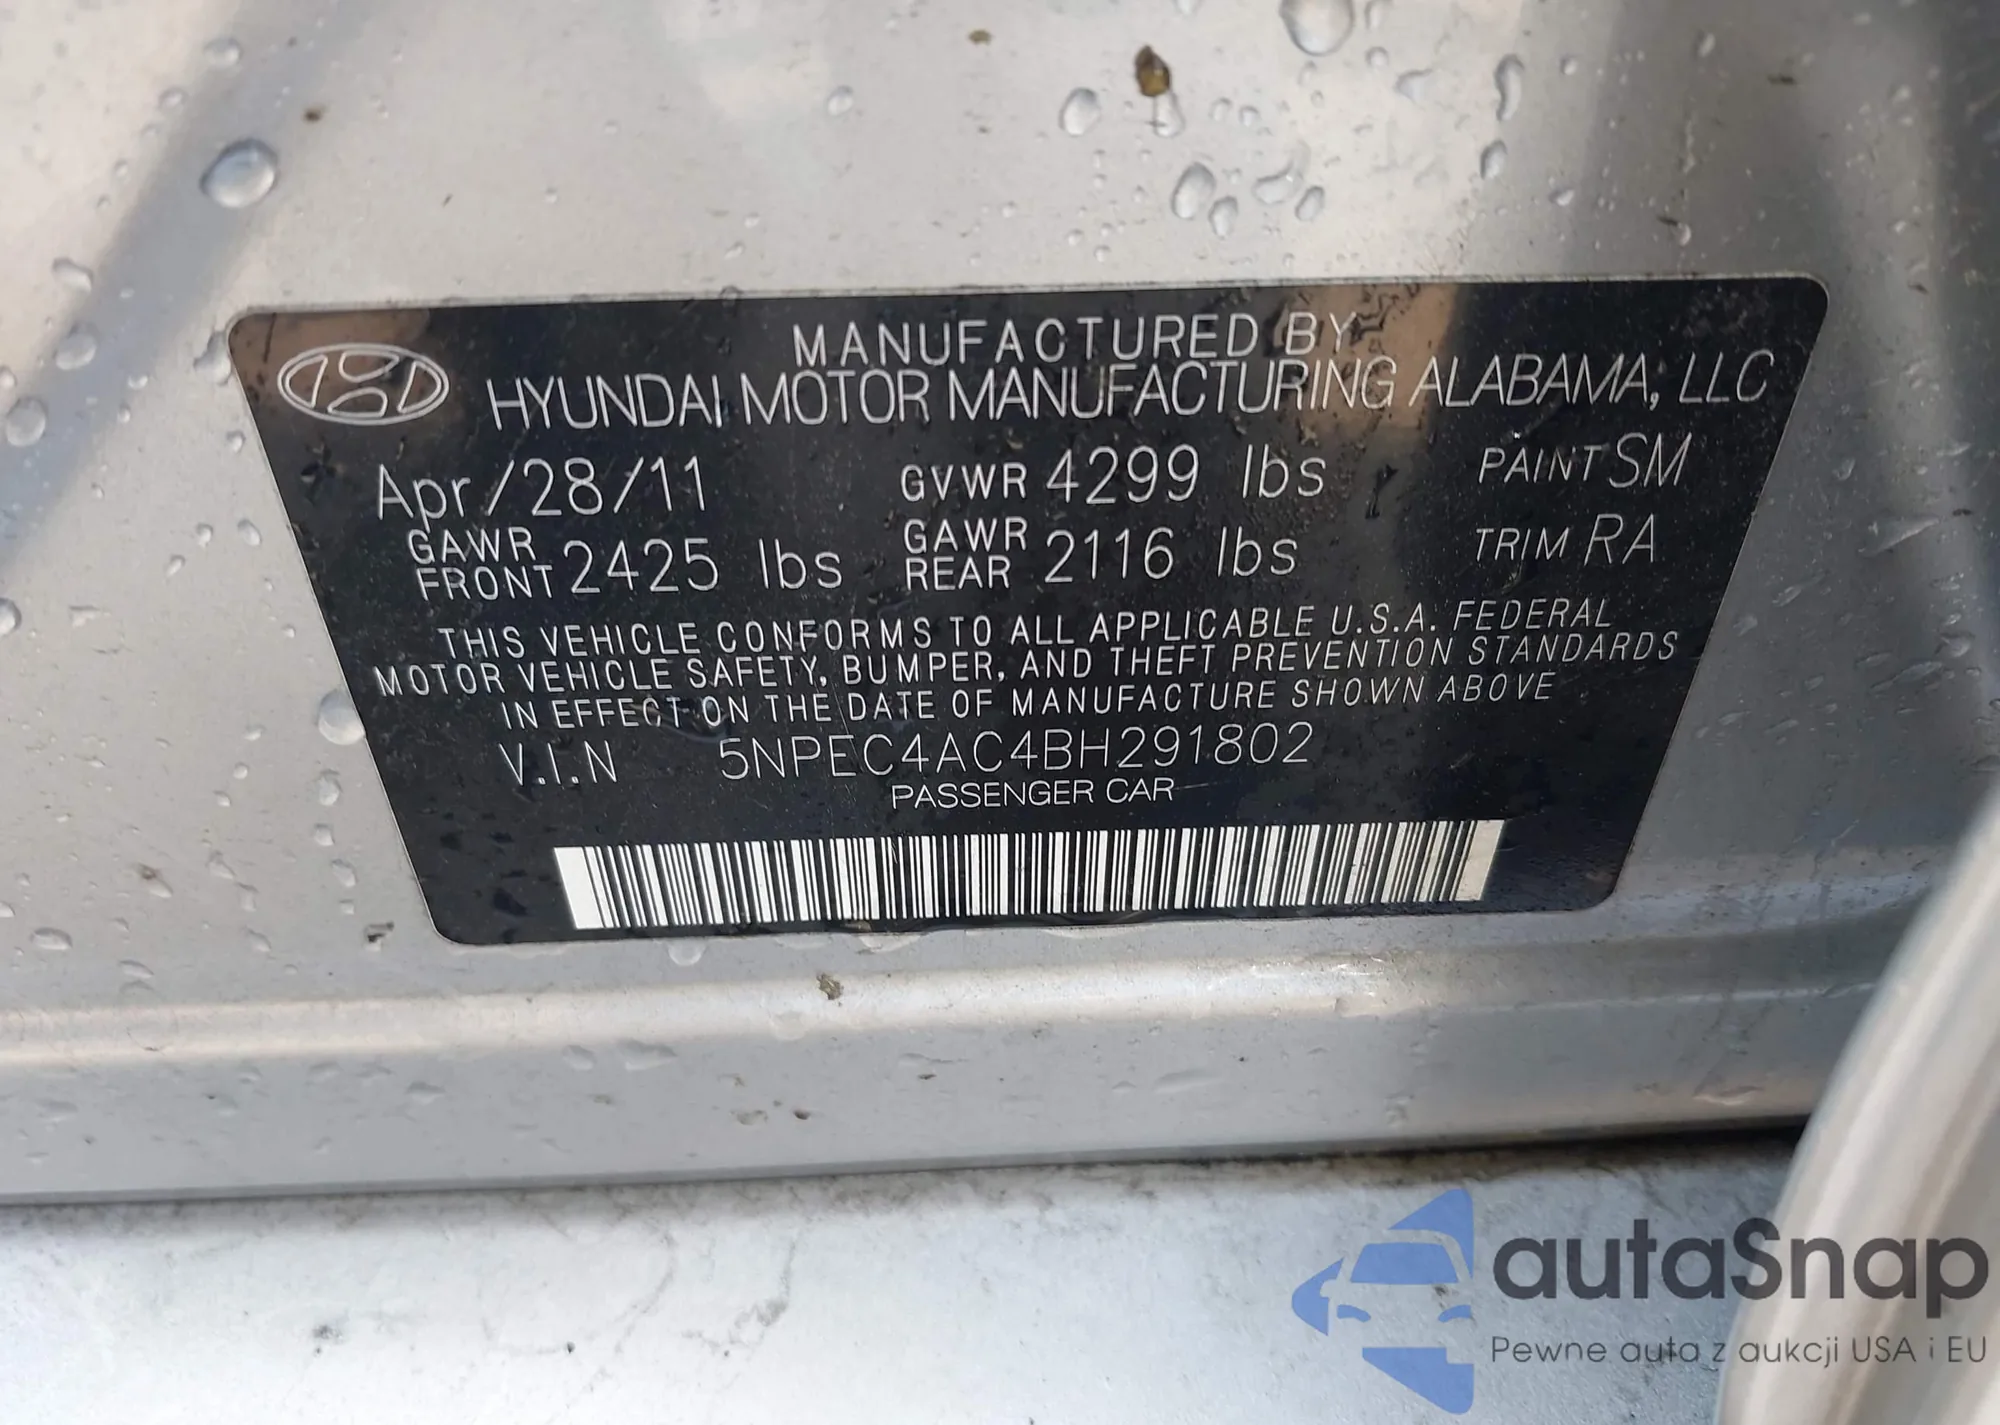 MANUFACTURED BY
HYUNDAI MOTOR MANUFACTURING ALABAMA, LLC
Apr/28/11 GVWR 4299 lbs PAINT SM
GAWR FRONT 2425 lbs GAWR REAR 2116 lbs TRIM RA
THIS VEHICLE CONFORMS TO ALL APPLICABLE U.S.A. FEDERAL
MOTOR VEHICLE SAFETY, BUMPER, AND THEFT PREVENTION STANDARDS
IN EFFECT ON THE DATE OF MANUFACTURE SHOWN ABOVE
V.I.N 5NPEC4AC4BH291802
PASSENGER CAR
autoSnap
Pewne auta z aukcji USA i EU